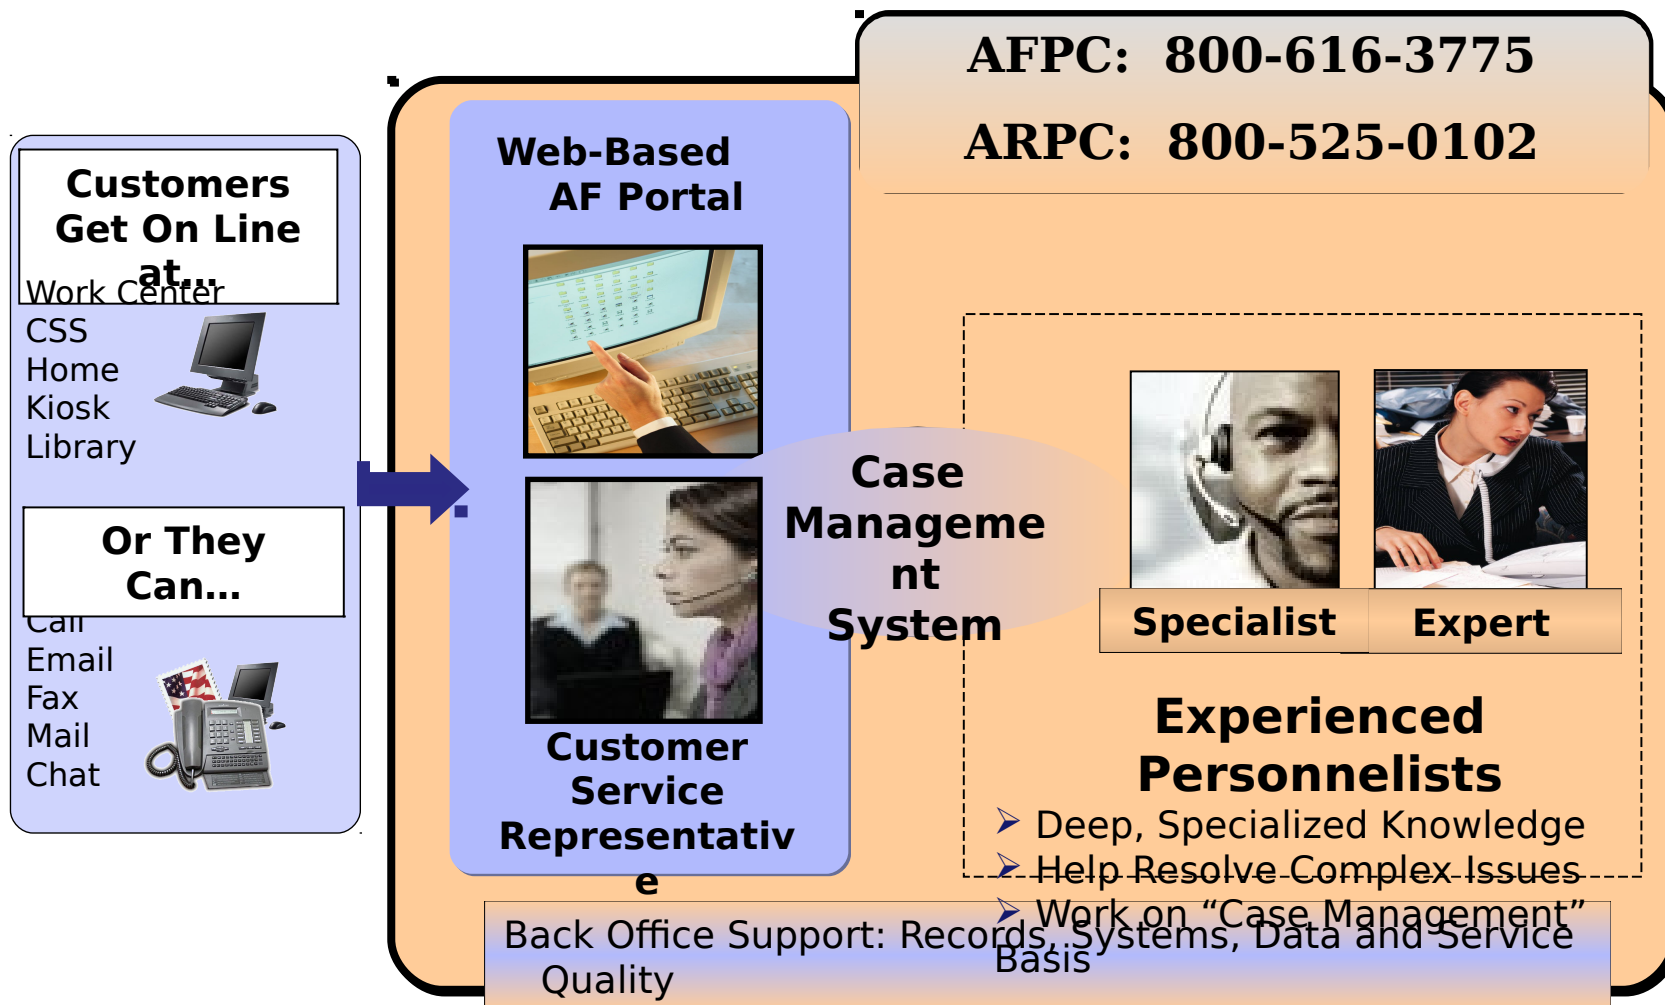 AFPC:  800-616-3775
ARPC:  800-525-0102
Customers
Get On Line
at...
Work Center
CSS
Home
Kiosk
Library
Or They
Can...
Call
Email
Fax
Mail
Chat
Web-Based
AF Portal
Customer
Service
Representativ
e
Case
Manageme
nt
System
Specialist
Expert
Experienced
Personnelists
Deep, Specialized Knowledge
Help Resolve Complex Issues
Work on “Case Management”
Basis
Back Office Support: Records, Systems, Data and Service
Quality